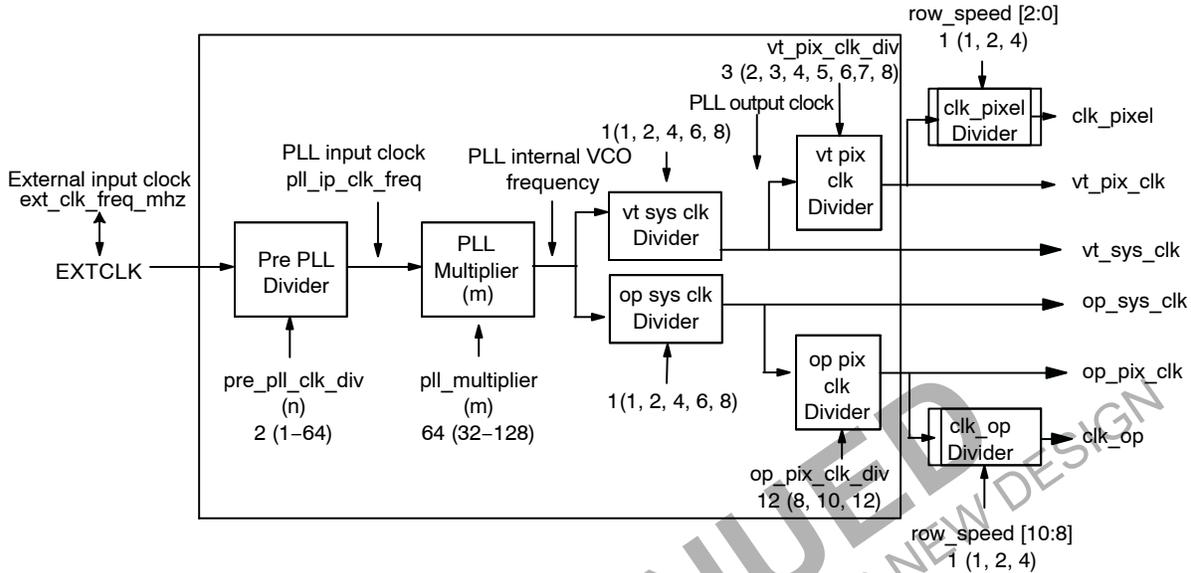 row_speed [2:0]
1 (1, 2, 4)
vt_pix_clk_div
3 (2, 3, 4, 5, 6,7, 8)
clk_pixel
Divider
clk_pixel
PLL output clock
1(1, 2, 4, 6, 8)
vt pix
clk
Divider
vt_pix_clk
PLL input clock
pll_ip_clk_freq
PLL internal VCO
frequency
External input clock
ext_clk_freq_mhz
EXTCLK
Pre PLL
Divider
PLL
Multiplier
(m)
vt sys clk
Divider
vt_sys_clk
op sys clk
Divider
op_sys_clk
pre_pll_clk_div
(n)
2 (1–64)
pll_multiplier
(m)
64 (32–128)
1(1, 2, 4, 6, 8)
op pix
clk
Divider
op_pix_clk
clk_op
Divider
clk_op
op_pix_clk_div
12 (8, 10, 12)
row_speed [10:8]
1 (1, 2, 4)
NUED
NEW DESIGN